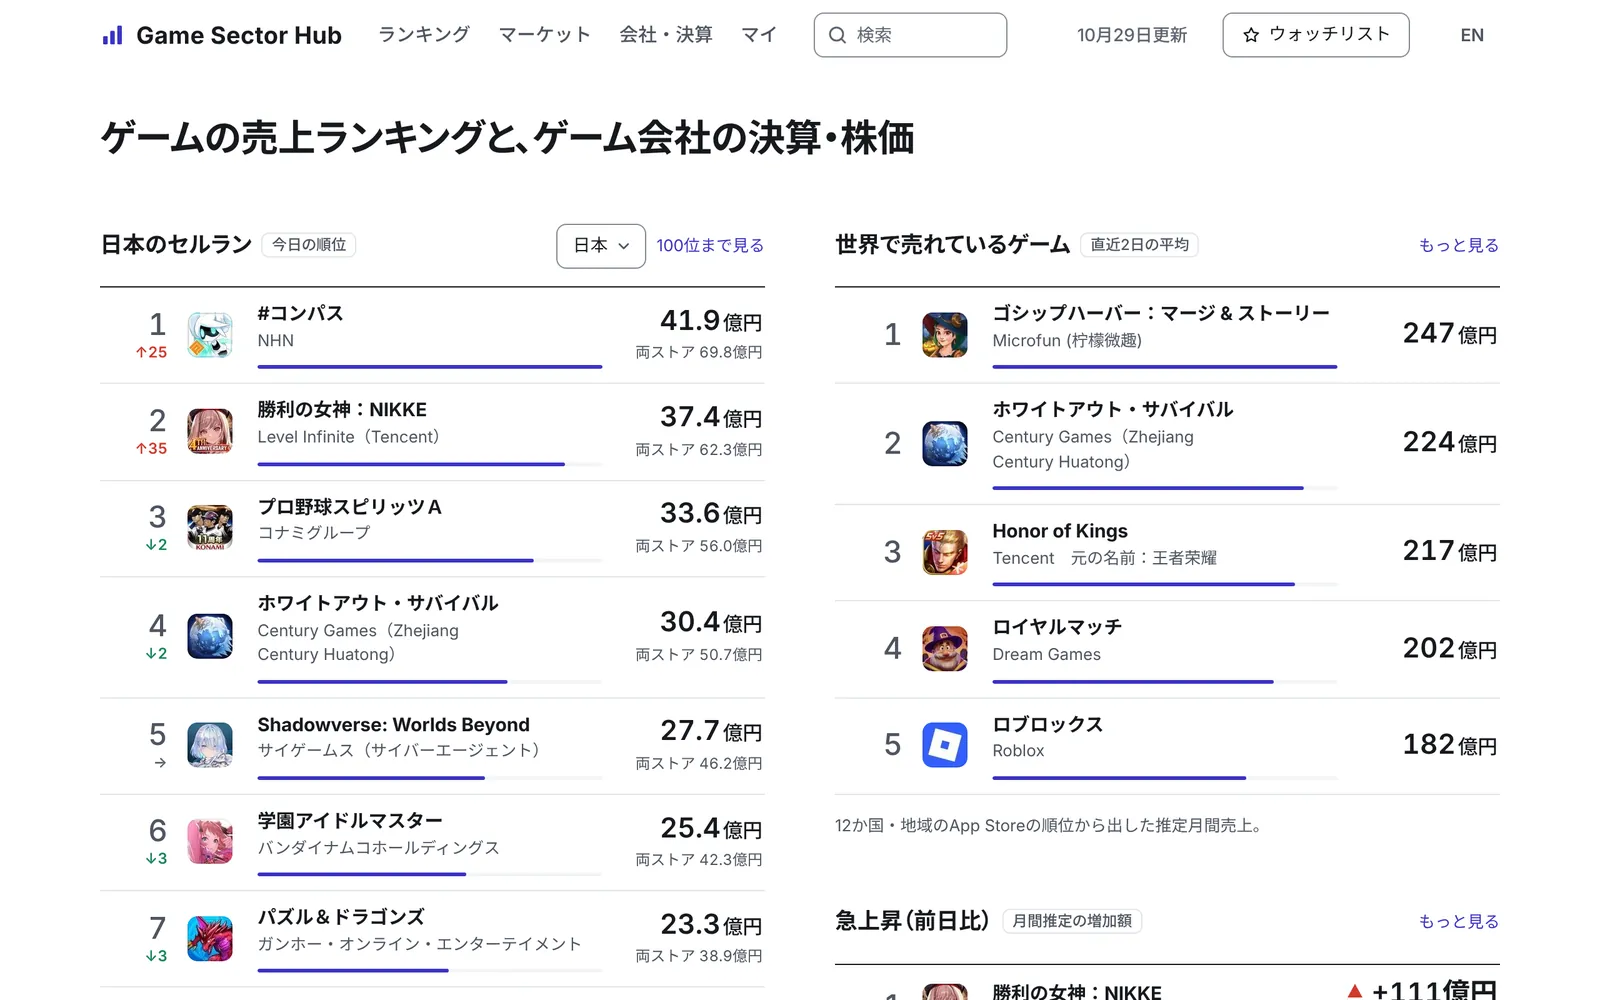 Game Sector Hub
ランキング
マーケット
会社・決算
マイ
検索
10月29日更新
ウォッチリスト
EN
ゲームの売上ランキングと、ゲーム会社の決算・株価
日本のセルラン
今日の順位
日本
100位まで見る
1
↑25
#コンパス
NHN
41.9億円
両ストア 69.8億円
2
↑35
勝利の女神：NIKKE
Level Infinite（Tencent）
37.4億円
両ストア 62.3億円
3
↓2
プロ野球スピリッツA
コナミグループ
33.6億円
両ストア 56.0億円
4
↓2
ホワイトアウト・サバイバル
Century Games（Zhejiang
Century Huatong）
30.4億円
両ストア 50.7億円
5
→
Shadowverse: Worlds Beyond
サイゲームス（サイバーエージェント）
27.7億円
両ストア 46.2億円
6
↓3
学園アイドルマスター
バンダイナムコホールディングス
25.4億円
両ストア 42.3億円
7
↓3
パズル＆ドラゴンズ
ガンホー・オンライン・エンターテイメント
23.3億円
両ストア 38.9億円
世界で売れているゲーム
直近2日の平均
もっと見る
1
ゴシップハーバー：マージ＆ストーリー
Microfun (柠檬微趣)
247億円
2
ホワイトアウト・サバイバル
Century Games（Zhejiang
Century Huatong）
224億円
3
Honor of Kings
Tencent　元の名前：王者荣耀
217億円
4
ロイヤルマッチ
Dream Games
202億円
5
ロブロックス
Roblox
182億円
12か国・地域のApp Storeの順位から出した推定月間売上。
急上昇（前日比）
月間推定の増加額
もっと見る
1
勝利の女神：NIKKE
▲ +111億円